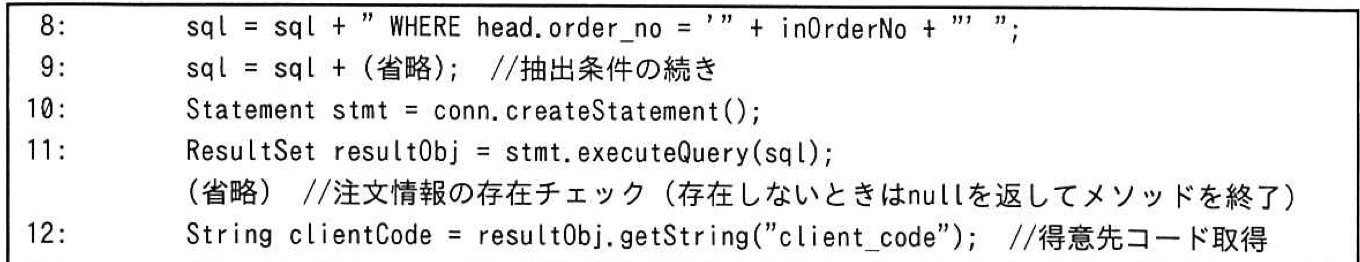 8: sql = sql + " WHERE head.order_no = '" + inOrderNo + "' ";
9: sql = sql + (省略); //抽出条件の続き
10: Statement stmt = conn.createStatement();
11: ResultSet resultObj = stmt.executeQuery(sql);
(省略) //注文情報の存在チェック（存在しないときはnullを返してメソッドを終了）
12: String clientCode = resultObj.getString("client_code"); //得意先コード取得